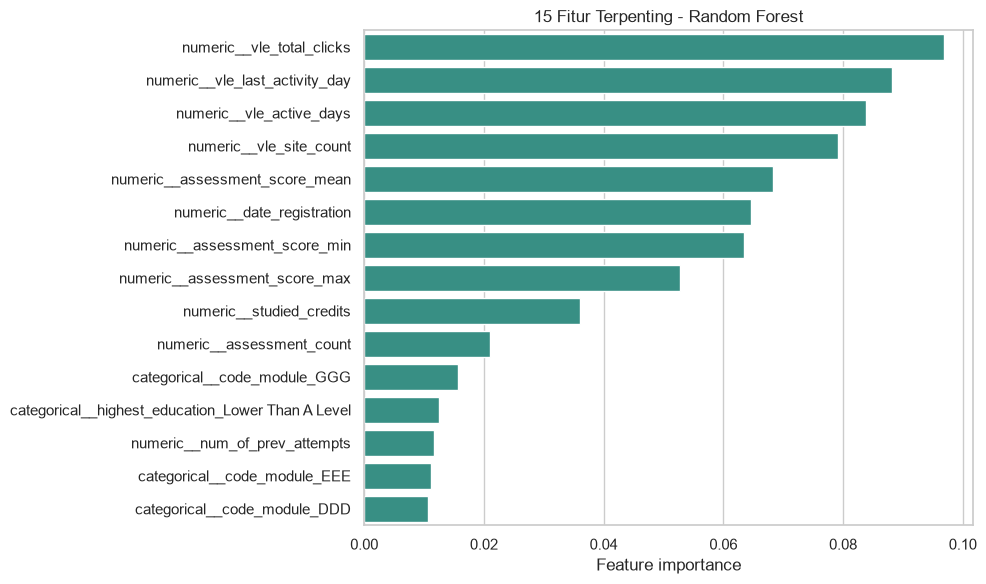 15 Fitur Terpenting - Random Forest
numeric__vle_total_clicks
numeric__vle_last_activity_day
numeric__vle_active_days
numeric__vle_site_count
numeric__assessment_score_mean
numeric__date_registration
numeric__assessment_score_min
numeric__assessment_score_max
numeric__studied_credits
numeric__assessment_count
categorical__code_module_GGG
categorical__highest_education_Lower Than A Level
numeric__num_of_prev_attempts
categorical__code_module_EEE
categorical__code_module_DDD
0.00 0.02 0.04 0.06 0.08 0.10
Feature importance